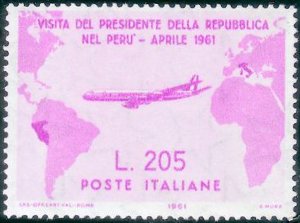 VISITA DEL PRESIDENTE DELLA REPUBBLICA
NEL PERU' - APRILE 1961
L. 205
POSTE ITALIANE
1961